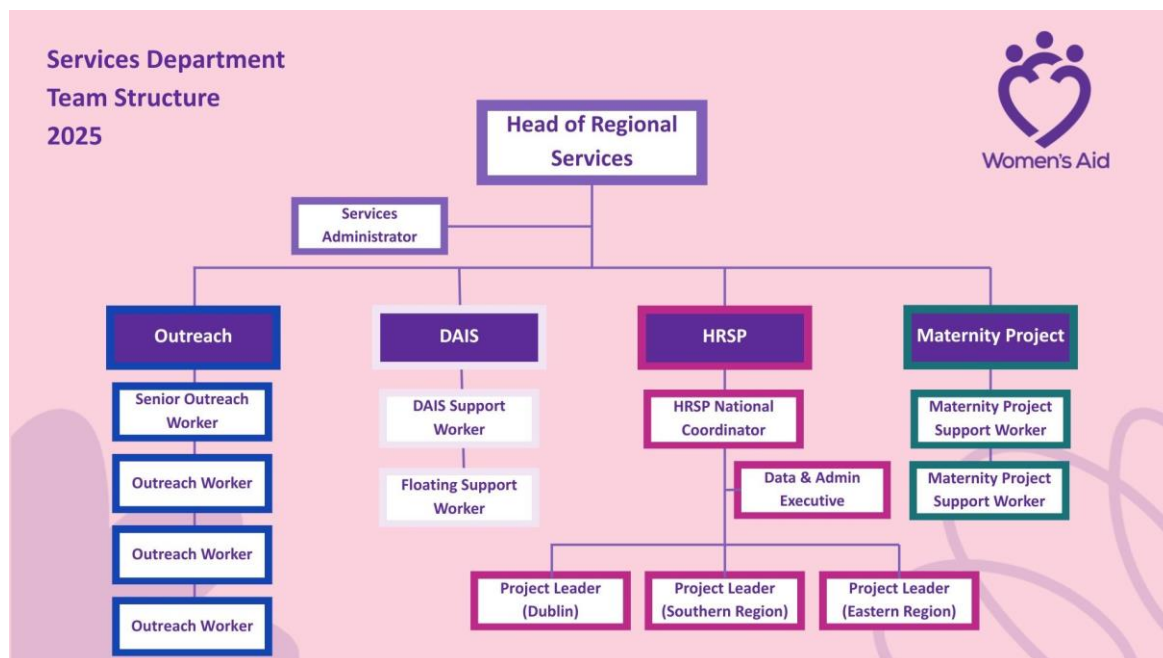 Services Department
Team Structure
2025
Women's Aid
Head of Regional
Services
Services
Administrator
Outreach
DAIS
HRSP
Maternity Project
Senior Outreach
Worker
Outreach Worker
Outreach Worker
Outreach Worker
DAIS Support
Worker
Floating Support
Worker
HRSP National
Coordinator
Data & Admin
Executive
Project Leader
(Dublin)
Project Leader
(Southern Region)
Project Leader
(Eastern Region)
Maternity Project
Support Worker
Maternity Project
Support Worker